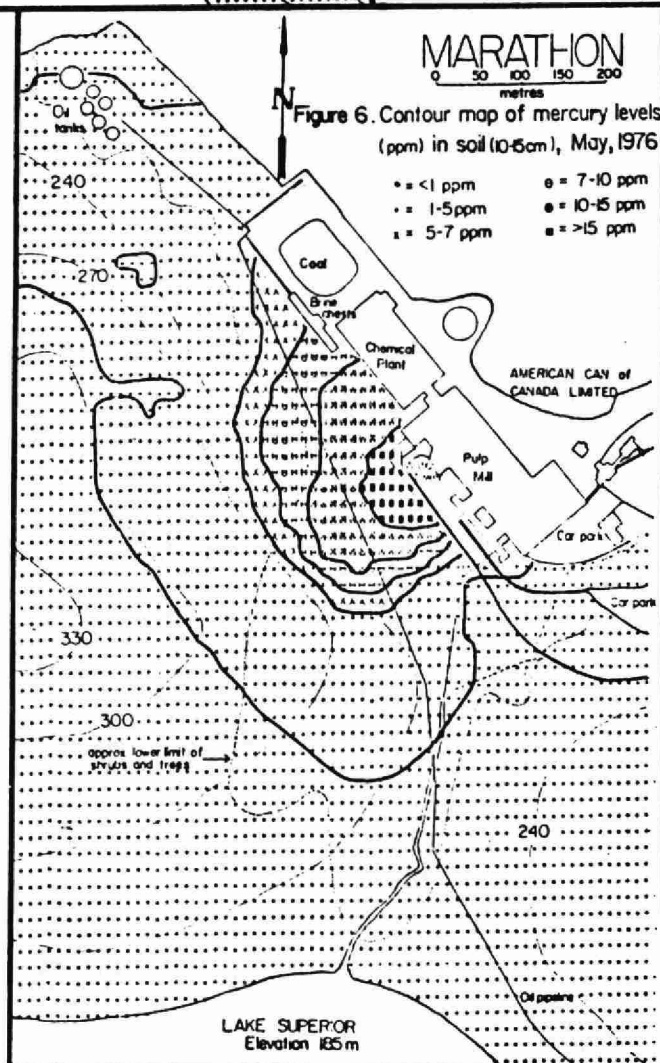 MARATHON
0 50 100 150 200
metres
N
Figure 6. Contour map of mercury levels
(ppm) in soil (10-15cm), May, 1976
• = <1 ppm
· = 1-5ppm
x = 5-7 ppm
= 7-10 ppm
= 10-15 ppm
■ = >15 ppm
Oil
tanks
240
270
Coal
Brine
chests
Chemical
Plant
AMERICAN CAN of
CANADA LIMITED
Pulp
Mill
Car park
Car park
330
300
approx lower limit of
shrubs and trees
240
Oil pipeline
LAKE SUPERIOR
Elevation 185m